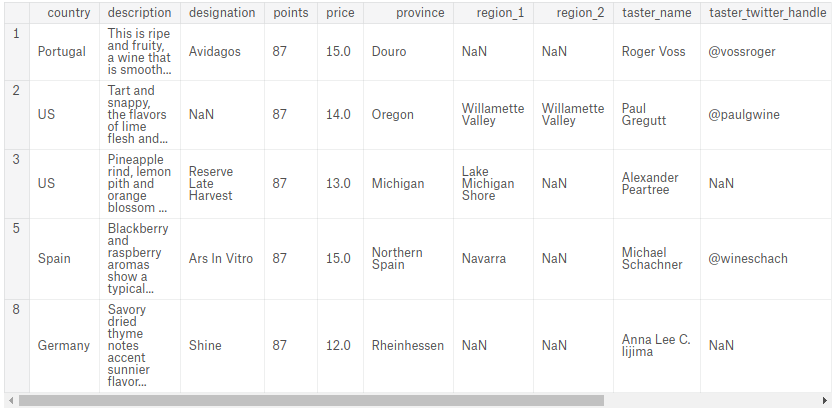 country description designation points price province region_1 region_2 taster_name taster_twitter_handle
1 Portugal This is ripe and fruity, a wine that is smooth... Avidagos 87 15.0 Douro NaN NaN Roger Voss @vossroger
2 US Tart and snappy, the flavors of lime flesh and... NaN 87 14.0 Oregon Willamette Valley Willamette Valley Paul Gregutt @paulgwine
3 US Pineapple rind, lemon pith and orange blossom ... Reserve Late Harvest 87 13.0 Michigan Lake Michigan Shore NaN Alexander Peartree NaN
5 Spain Blackberry and raspberry aromas show a typical... Ars In Vitro 87 15.0 Northern Spain Navarra NaN Michael Schachner @wineschach
8 Germany Savory dried thyme notes accent sunnier flavor... Shine 87 12.0 Rheinhessen NaN NaN Anna Lee C. Iijima NaN